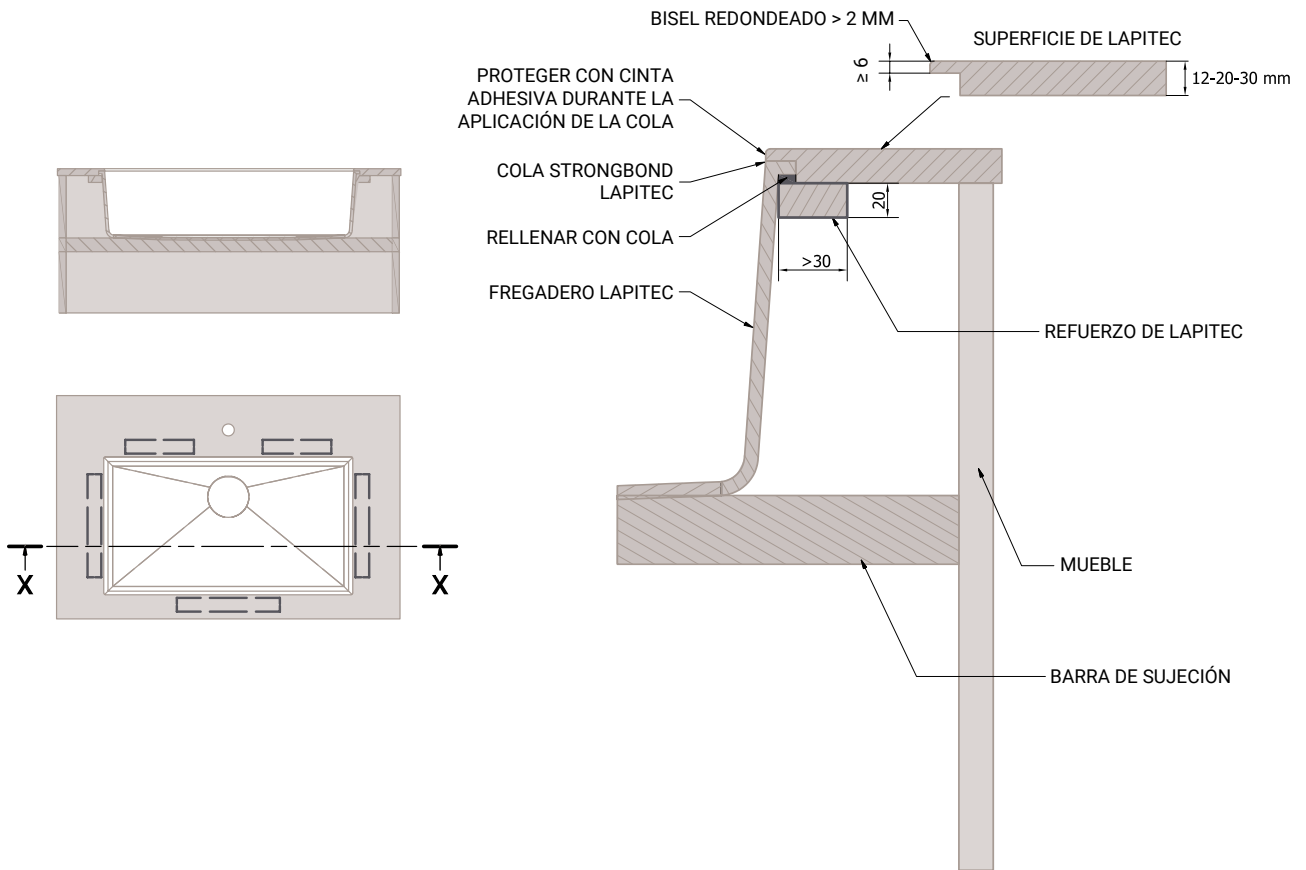 BISEL REDONDEADO > 2 MM
SUPERFICIE DE LAPITEC
≥ 6
12-20-30 mm
PROTEGER CON CINTA
ADHESIVA DURANTE LA
APLICACIÓN DE LA COLA
COLA STRONGBOND
LAPITEC
20
RELLENAR CON COLA
>30
FREGADERO LAPITEC
REFUERZO DE LAPITEC
X
X
MUEBLE
BARRA DE SUJECIÓN